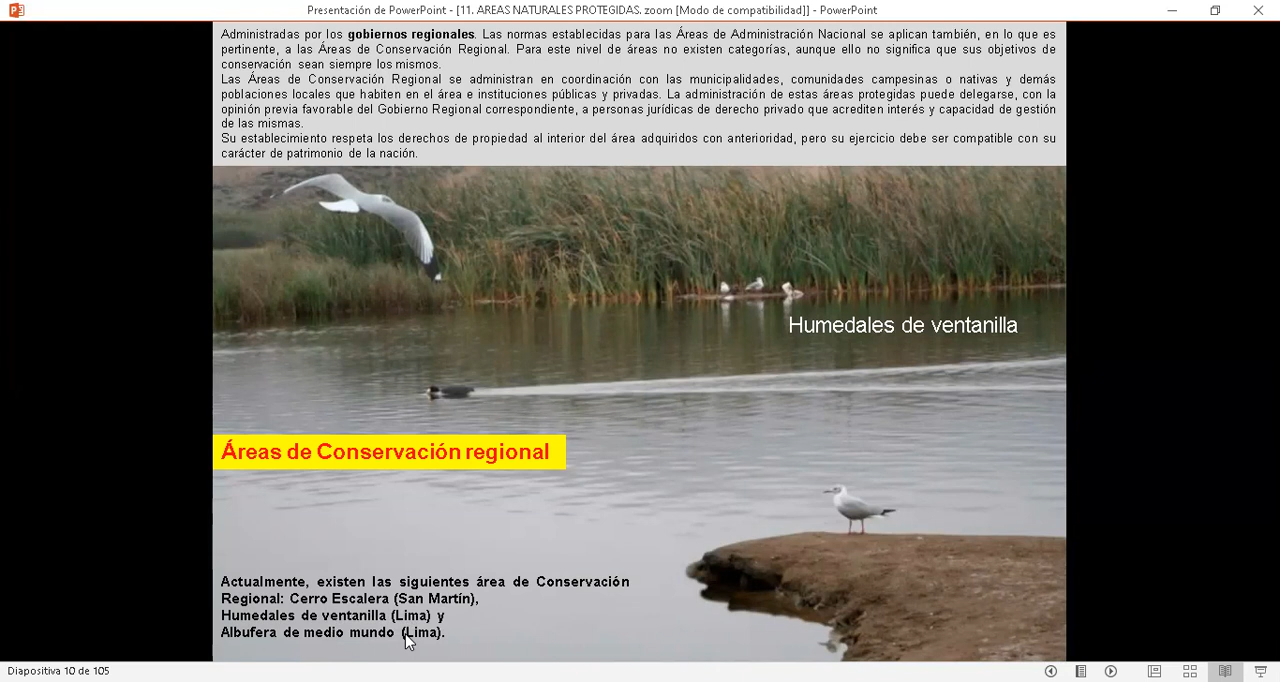 Presentación de PowerPoint - [11. AREAS NATURALES PROTEGIDAS. zoom [Modo de compatibilidad]] - PowerPoint
Administradas por los gobiernos regionales. Las normas establecidas para las Áreas de Administración Nacional se aplican también, en lo que es
pertinente, a las Áreas de Conservación Regional. Para este nivel de áreas no existen categorías, aunque ello no significa que sus objetivos de
conservación sean siempre los mismos.
Las Áreas de Conservación Regional se administran en coordinación con las municipalidades, comunidades campesinas o nativas y demás
poblaciones locales que habiten en el área e instituciones públicas y privadas. La administración de estas áreas protegidas puede delegarse, con la
opinión previa favorable del Gobierno Regional correspondiente, a personas jurídicas de derecho privado que acrediten interés y capacidad de gestión
de las mismas.
Su establecimiento respeta los derechos de propiedad al interior del área adquiridos con anterioridad, pero su ejercicio debe ser compatible con su
carácter de patrimonio de la nación.
Humedales de ventanilla
Áreas de Conservación regional
Actualmente, existen las siguientes área de Conservación
Regional: Cerro Escalera (San Martín),
Humedales de ventanilla (Lima) y
Albufera de medio mundo (Lima).
Diapositiva 10 de 105